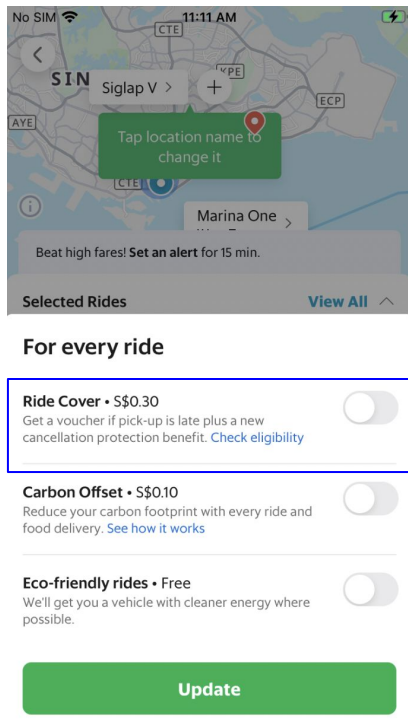 No SIM 11:11 AM
CTE
SIN
Siglap V >
+
KPE
ECP
AYE
Tap location name to
change it
CTE
i
Marina One >
Beat high fares! Set an alert for 15 min.
Selected Rides View All
For every ride
Ride Cover • S$0.30
Get a voucher if pick-up is late plus a new
cancellation protection benefit. Check eligibility
Carbon Offset • S$0.10
Reduce your carbon footprint with every ride and
food delivery. See how it works
Eco-friendly rides • Free
We'll get you a vehicle with cleaner energy where
possible.
Update